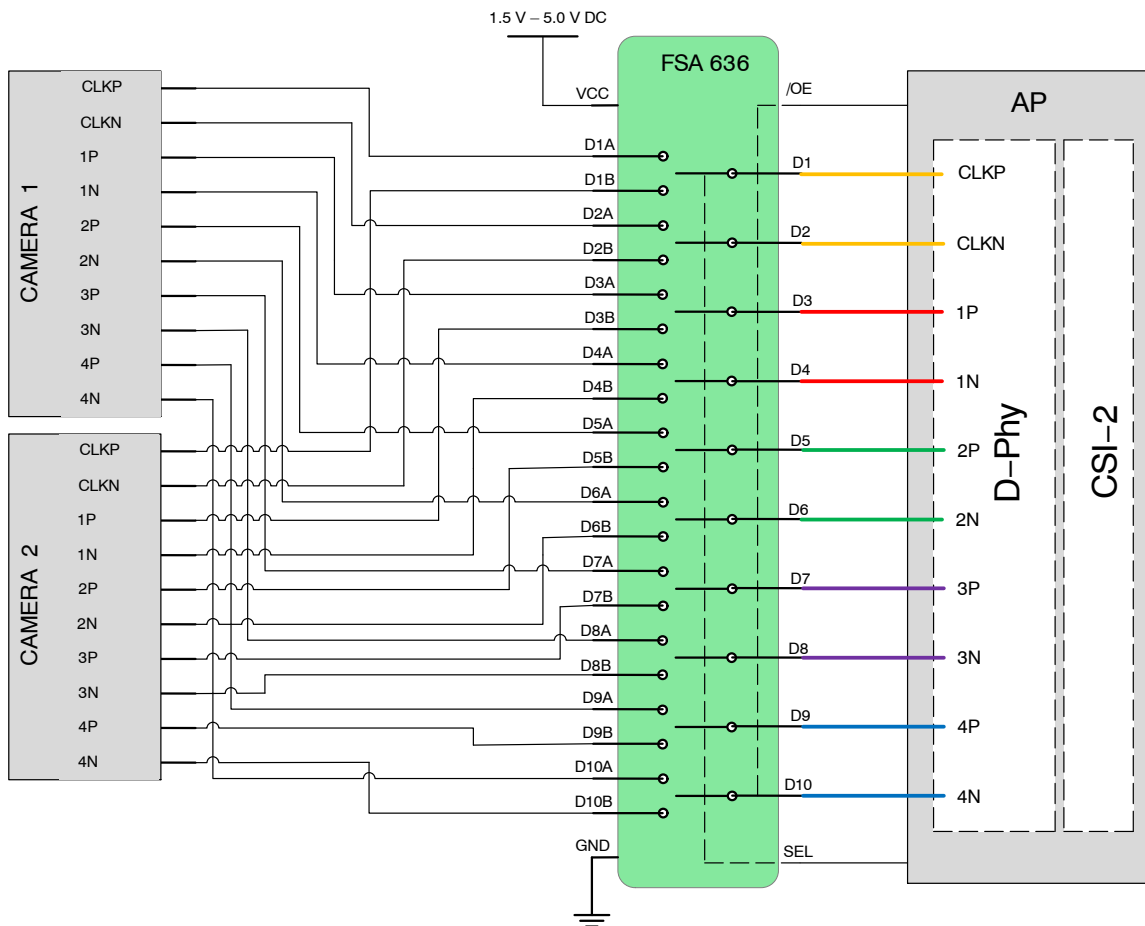 1.5 V – 5.0 V DC
FSA 636
VCC
/OE
AP
CAMERA 1
CLKP
CLKN
1P
1N
2P
2N
3P
3N
4P
4N
CAMERA 2
CLKP
CLKN
1P
1N
2P
2N
3P
3N
4P
4N
D1A
D1B
D2A
D2B
D3A
D3B
D4A
D4B
D5A
D5B
D6A
D6B
D7A
D7B
D8A
D8B
D9A
D9B
D10A
D10B
GND
D1
D2
D3
D4
D5
D6
D7
D8
D9
D10
SEL
CLKP
CLKN
1P
1N
2P
2N
3P
3N
4P
4N
D–Phy
CSI–2